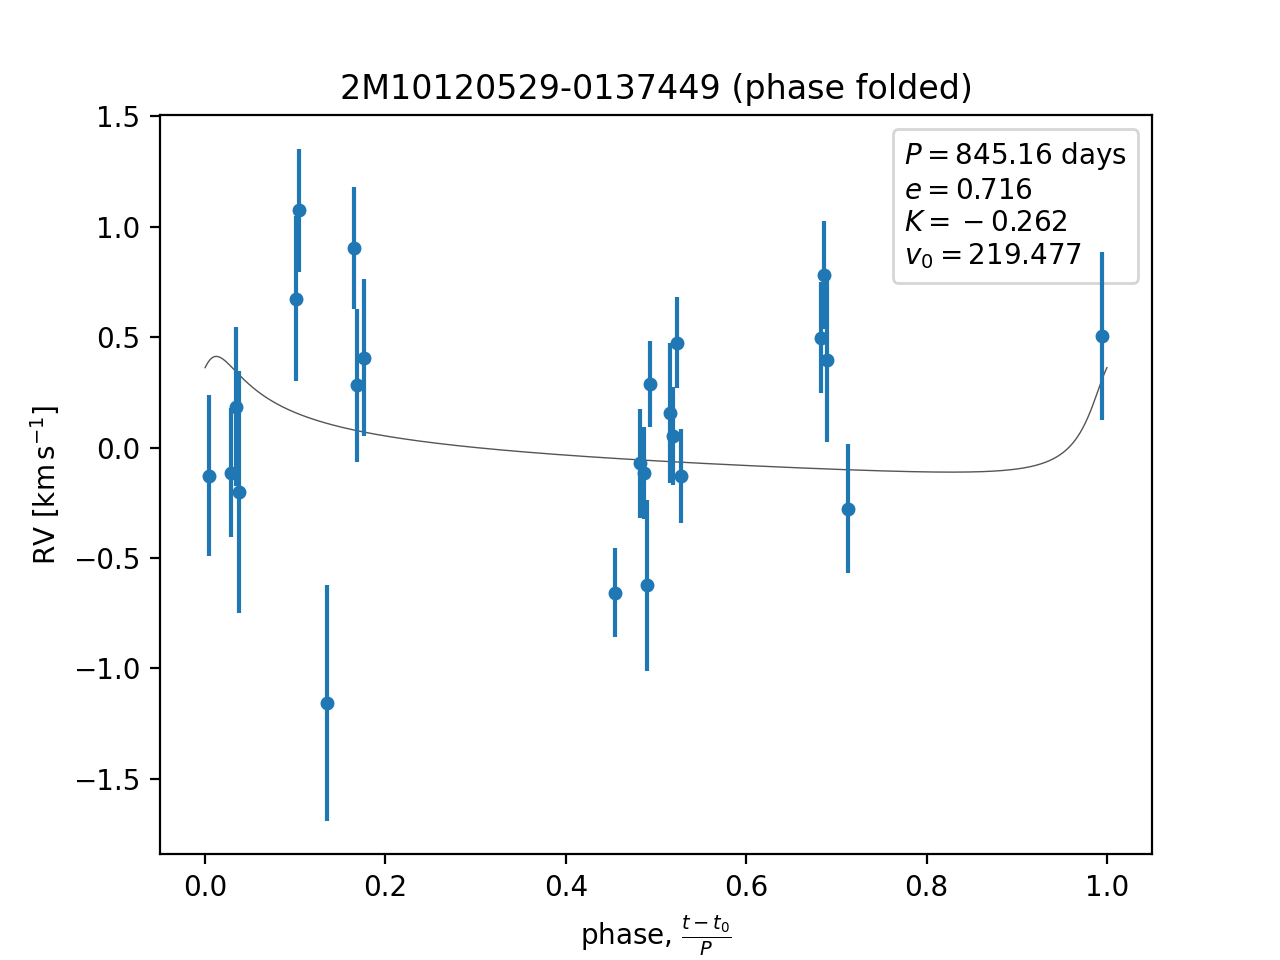 2M10120529-0137449 (phase folded)
P = 845.16 days
e = 0.716
K = −0.262
v₀ = 219.477
1.5
1.0
0.5
0.0
−0.5
−1.0
−1.5
RV [km s⁻¹]
0.0 0.2 0.4 0.6 0.8 1.0
phase, (t − t₀)/P